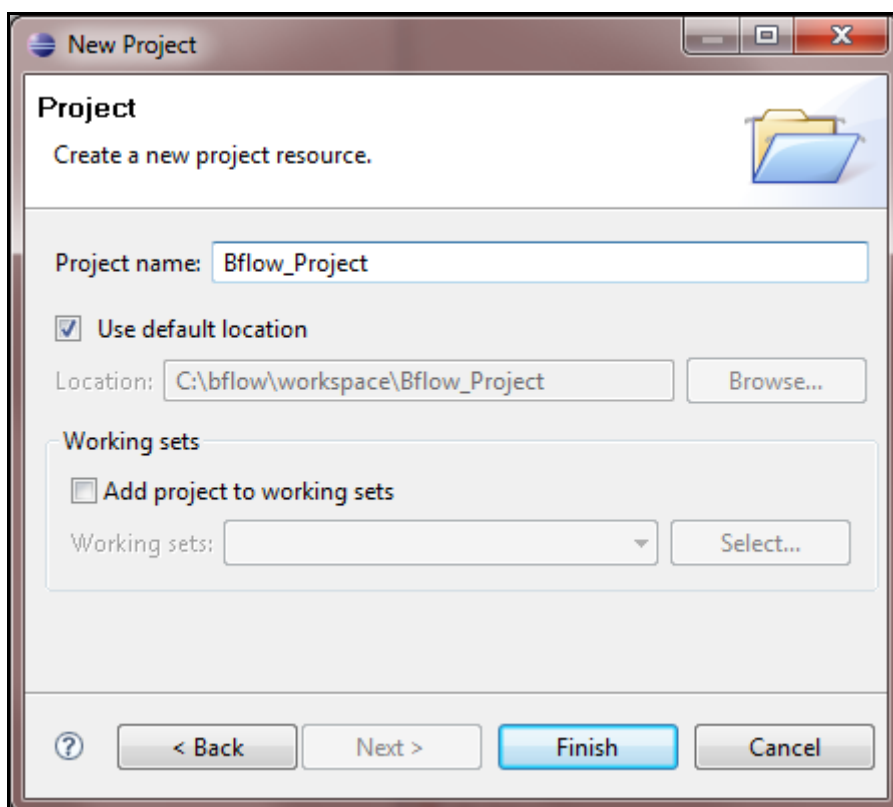 New Project
Project
Create a new project resource.
Project name: Bflow_Project
Use default location
Location: C:\bflow\workspace\Bflow_Project Browse...
Working sets
Add project to working sets
Working sets: Select...
? < Back Next > Finish Cancel